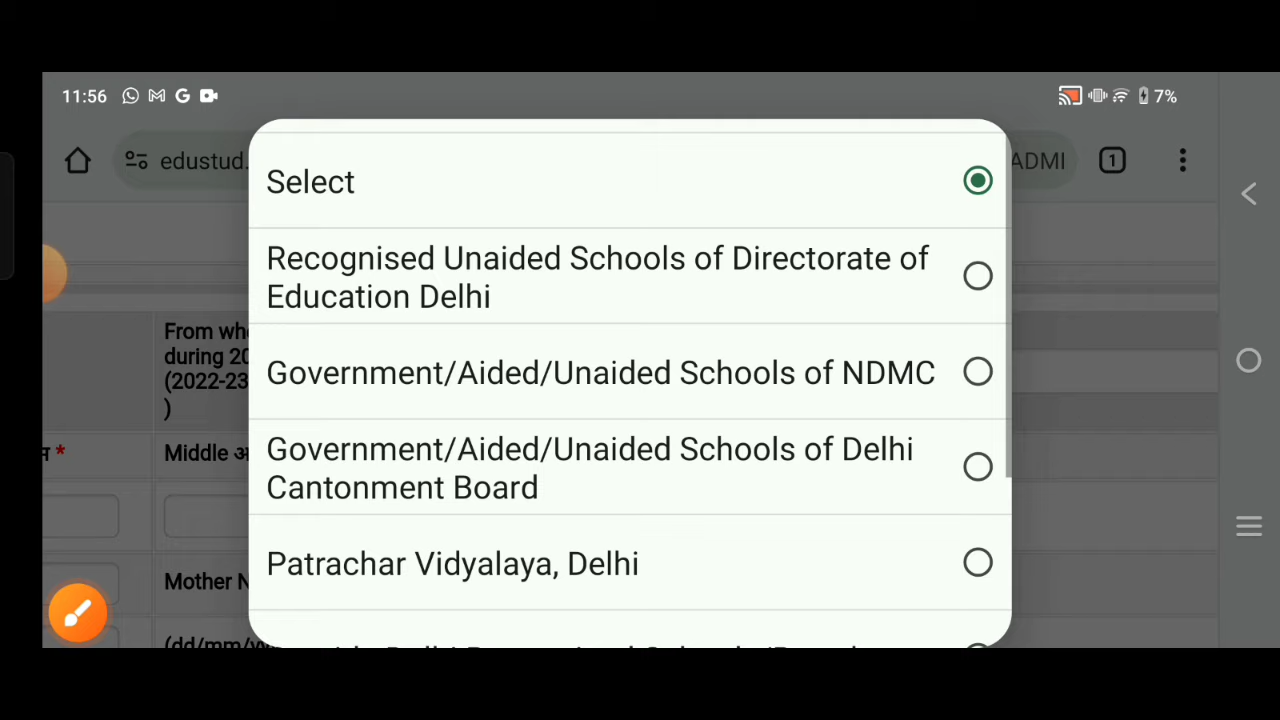 11:56
7%
edustud.
ADMI
1
Select
Recognised Unaided Schools of Directorate of
Education Delhi
Government/Aided/Unaided Schools of NDMC
Government/Aided/Unaided Schools of Delhi
Cantonment Board
Patrachar Vidyalaya, Delhi
From
during 20
(2022-23
)
*
Middle
Mother N